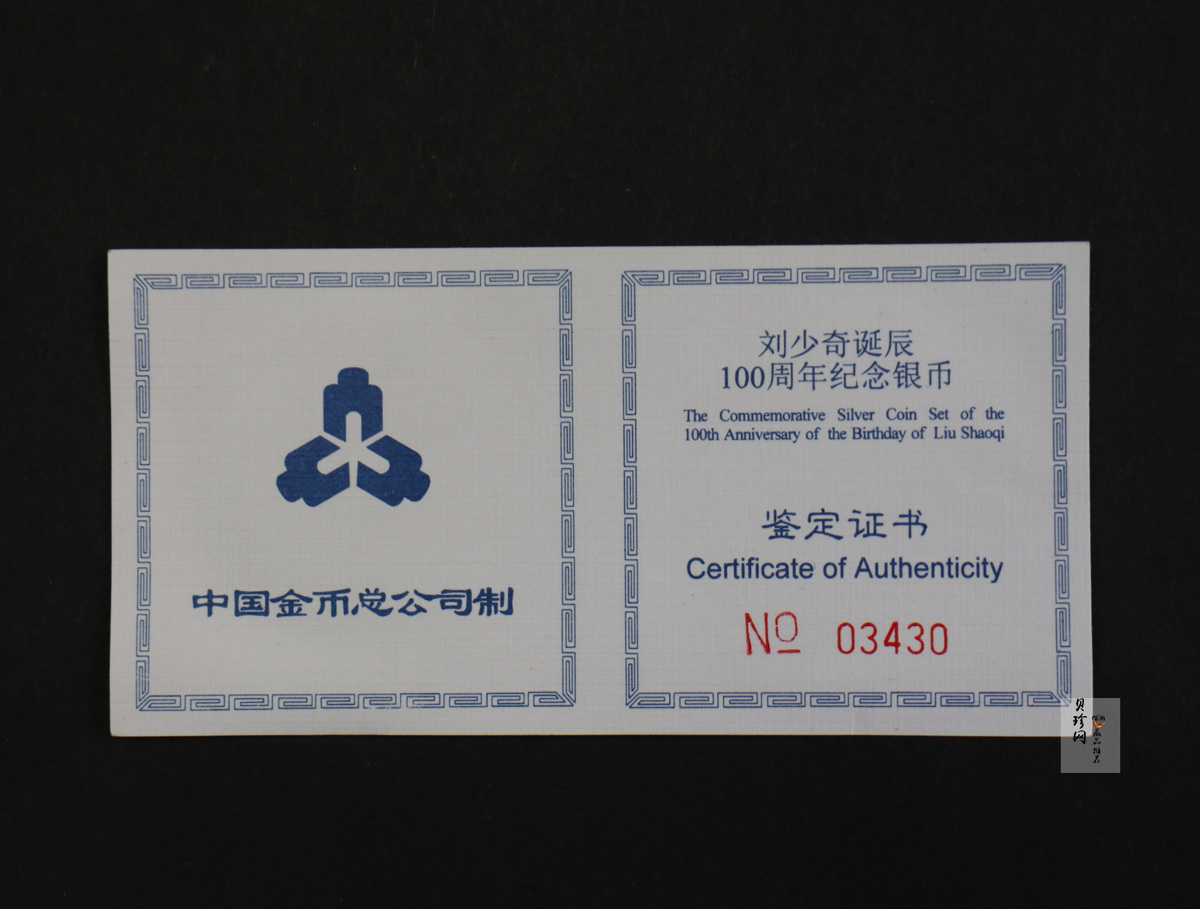 中国金币总公司制
刘少奇诞辰
100周年纪念银币
The Commemorative Silver Coin Set of the
100th Anniversary of the Birthday of Liu Shaoqi
鉴定证书
Certificate of Authenticity
№ 03430
贝珍网